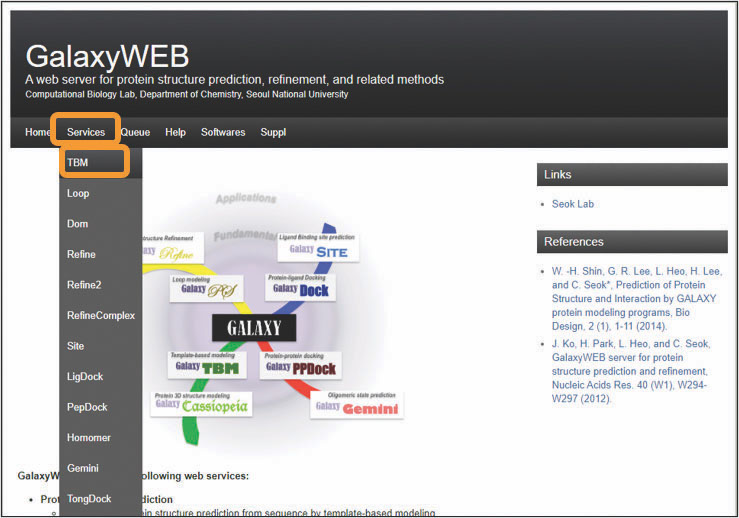 GalaxyWEB
A web server for protein structure prediction, refinement, and related methods
Computational Biology Lab, Department of Chemistry, Seoul National University
Home Services Queue Help Softwares Suppl
TBM
Loop
Dom
Refine
Refine2
RefineComplex
Site
LigDock
PepDock
Homomer
Gemini
TongDock
Applications
Fundamental
Structure Refinement
Galaxy Refine
Ligand Binding site prediction
Galaxy SITE
Loop modeling
Galaxy PS
Protein-ligand Docking
Galaxy Dock
GALAXY
Template-based modeling
Galaxy TBM
Protein-protein docking
Galaxy PPDock
Protein 3D structure modeling
Galaxy Cassiopeia
Oligomeric state prediction
Galaxy Gemini
GalaxyW
ollowing web services:
Prot
diction
in structure prediction from sequence by template-based modeling
Links
Seok Lab
References
W. -H. Shin, G. R. Lee, L. Heo, H. Lee,
and C. Seok*, Prediction of Protein
Structure and Interaction by GALAXY
protein modeling programs, Bio
Design, 2 (1), 1-11 (2014).
J. Ko, H. Park, L. Heo, and C. Seok,
GalaxyWEB server for protein
structure prediction and refinement,
Nucleic Acids Res. 40 (W1), W294-
W297 (2012).